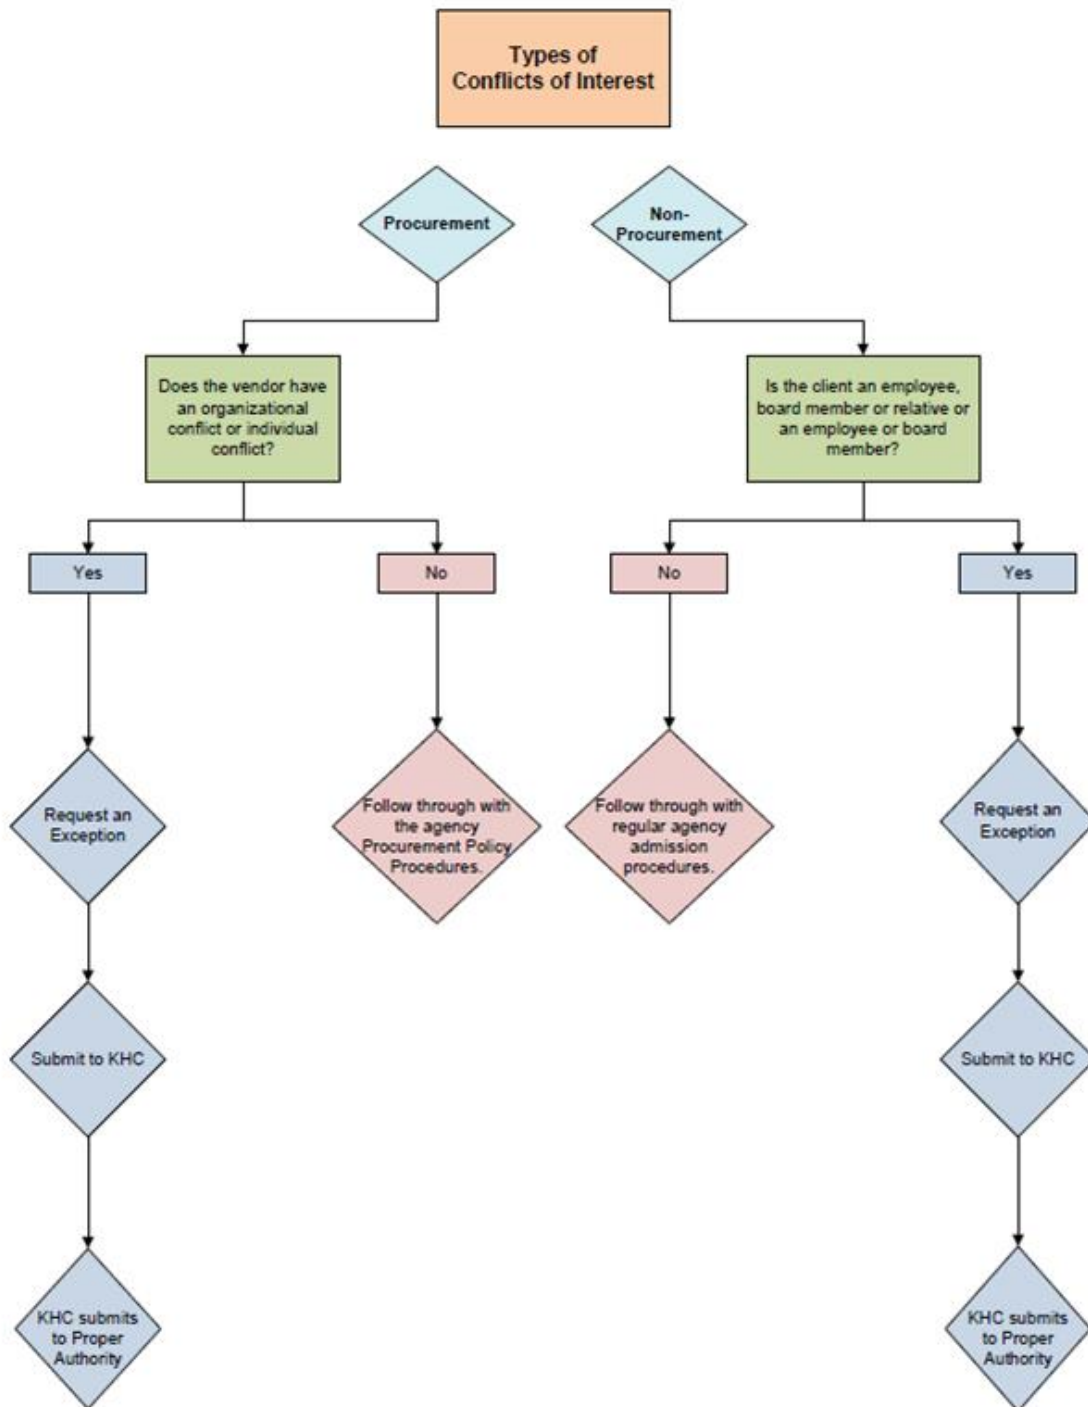 Types of
Conflicts of Interest
Procurement
Non-
Procurement
Does the vendor have
an organizational
conflict or individual
conflict?
Is the client an employee,
board member or relative or
an employee or board
member?
Yes
No
No
Yes
Request an
Exception
Follow through with
the agency
Procurement Policy
Procedures.
Follow through with
regular agency
admission
procedures.
Request an
Exception
Submit to KHC
Submit to KHC
KHC submits
to Proper
Authority
KHC submits
to Proper
Authority